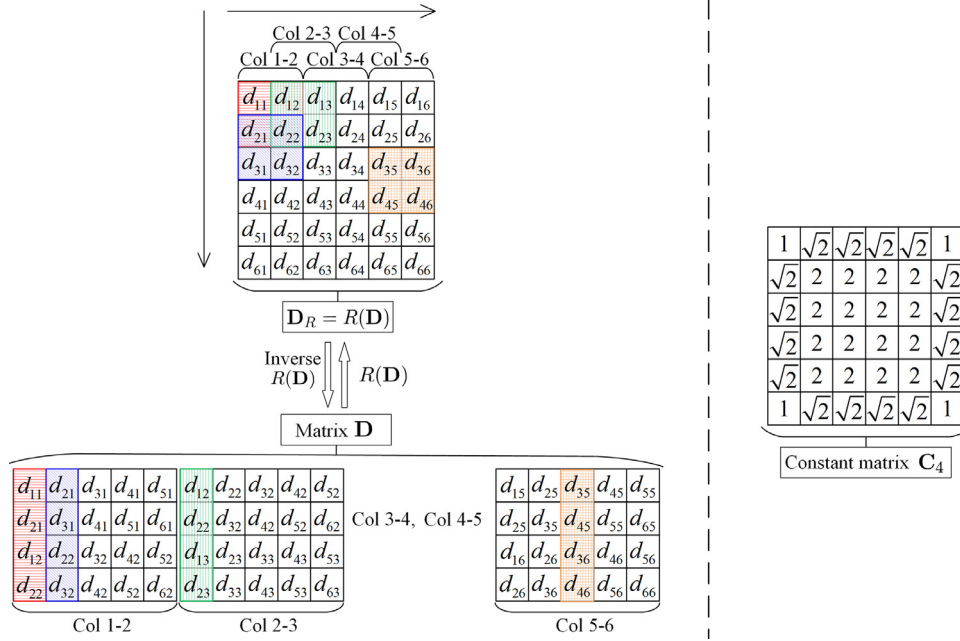 Col 2-3 Col 4-5
Col 1-2 Col 3-4 Col 5-6
d11 d12 d13 d14 d15 d16
d21 d22 d23 d24 d25 d26
d31 d32 d33 d34 d35 d36
d41 d42 d43 d44 d45 d46
d51 d52 d53 d54 d55 d56
d61 d62 d63 d64 d65 d66
D_R = R(D)
Inverse
R(D)
R(D)
Matrix D
d11 d21 d31 d41 d51 d12 d22 d32 d42 d52 d15 d25 d35 d45 d55
d21 d31 d41 d51 d61 d22 d32 d42 d52 d62 d25 d35 d45 d55 d65
Col 3-4, Col 4-5
d12 d22 d32 d42 d52 d13 d23 d33 d43 d53 d16 d26 d36 d46 d56
d22 d32 d42 d52 d62 d23 d33 d43 d53 d63 d26 d36 d46 d56 d66
Col 1-2 Col 2-3 Col 5-6
1 √2 √2 √2 √2 1
√2 2 2 2 2 √2
√2 2 2 2 2 √2
√2 2 2 2 2 √2
√2 2 2 2 2 √2
1 √2 √2 √2 √2 1
Constant matrix C4